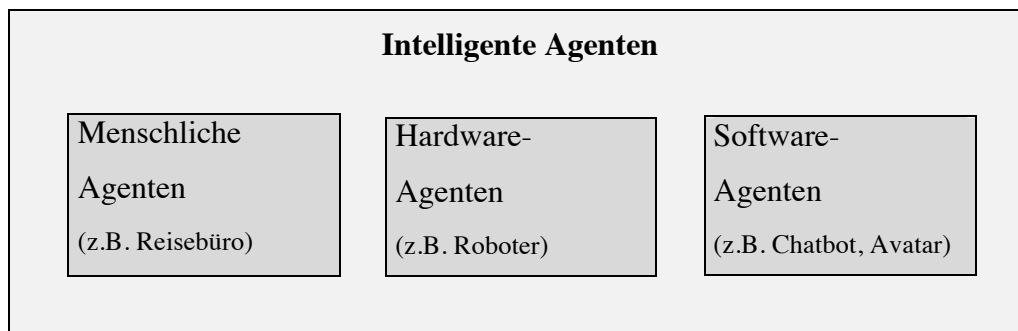 Intelligente Agenten
Menschliche
Agenten
(z.B. Reisebüro)
Hardware-
Agenten
(z.B. Roboter)
Software-
Agenten
(z.B. Chatbot, Avatar)